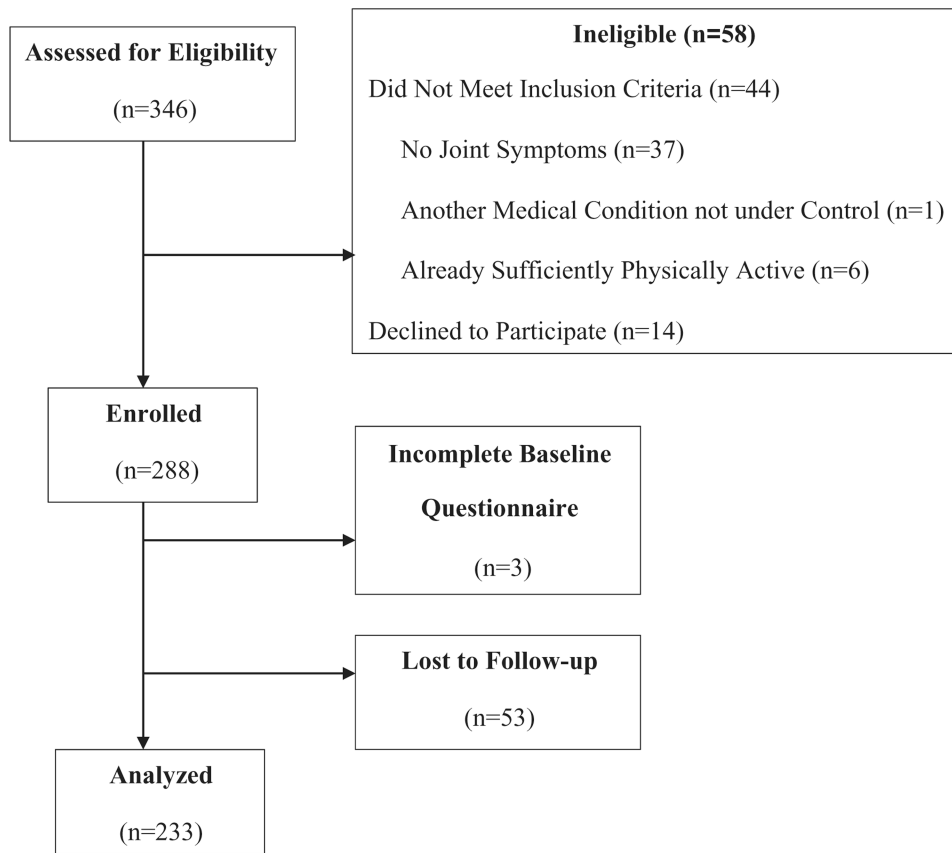 Assessed for Eligibility
(n=346)
Ineligible (n=58)
Did Not Meet Inclusion Criteria (n=44)
No Joint Symptoms (n=37)
Another Medical Condition not under Control (n=1)
Already Sufficiently Physically Active (n=6)
Declined to Participate (n=14)
Enrolled
(n=288)
Incomplete Baseline
Questionnaire
(n=3)
Lost to Follow-up
(n=53)
Analyzed
(n=233)